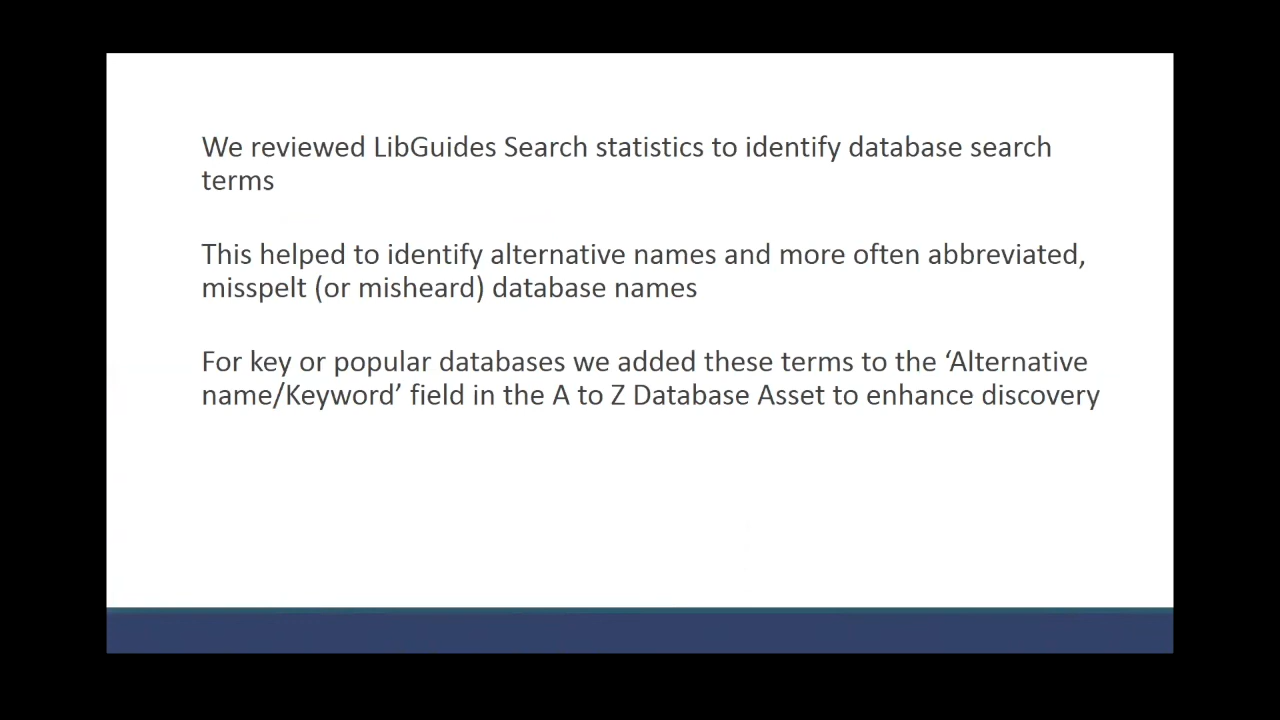 We reviewed LibGuides Search statistics to identify database search
terms
This helped to identify alternative names and more often abbreviated,
misspelt (or misheard) database names
For key or popular databases we added these terms to the ‘Alternative
name/Keyword’ field in the A to Z Database Asset to enhance discovery